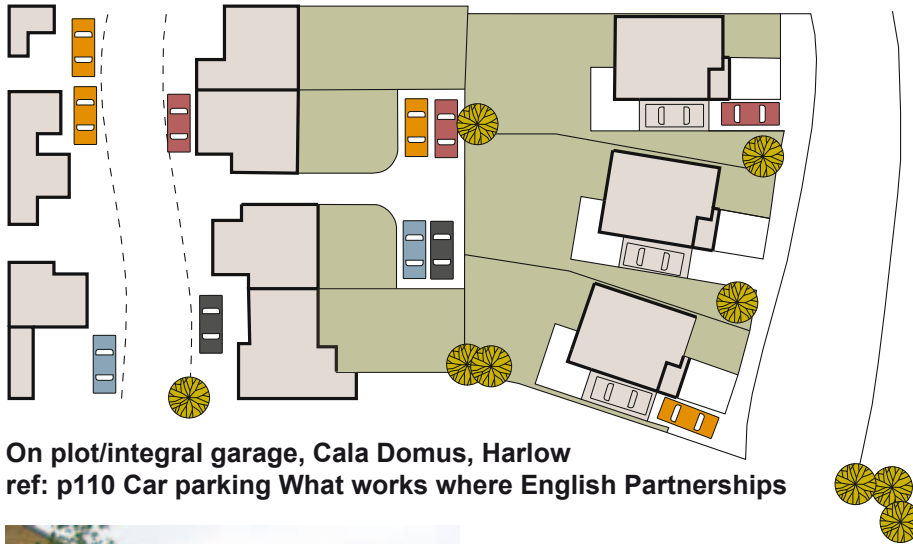 On plot/integral garage, Cala Domus, Harlow
ref: p110 Car parking What works where English Partnerships